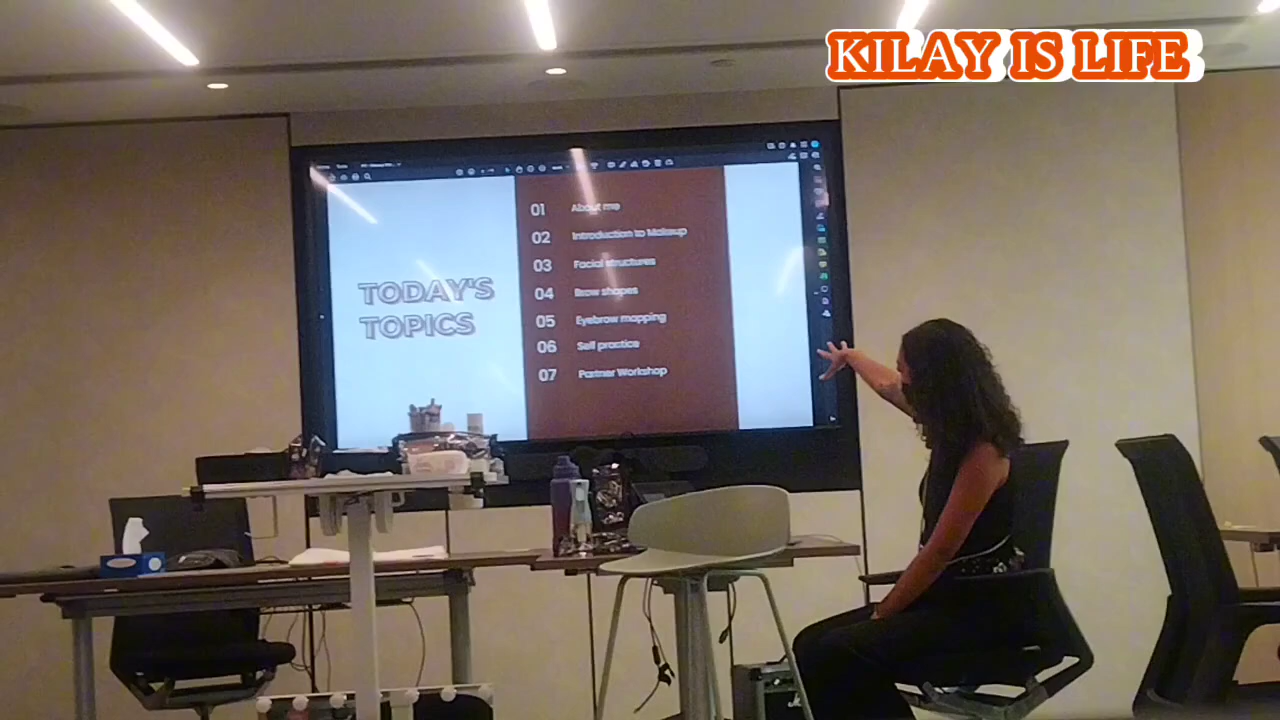 KILAY IS LIFE
TODAY'S
TOPICS
01 About me
02 Introduction to Makeup
03 Facial structures
04 Brow shapes
05 Eyebrow mapping
06 Self practice
07 Partner Workshop